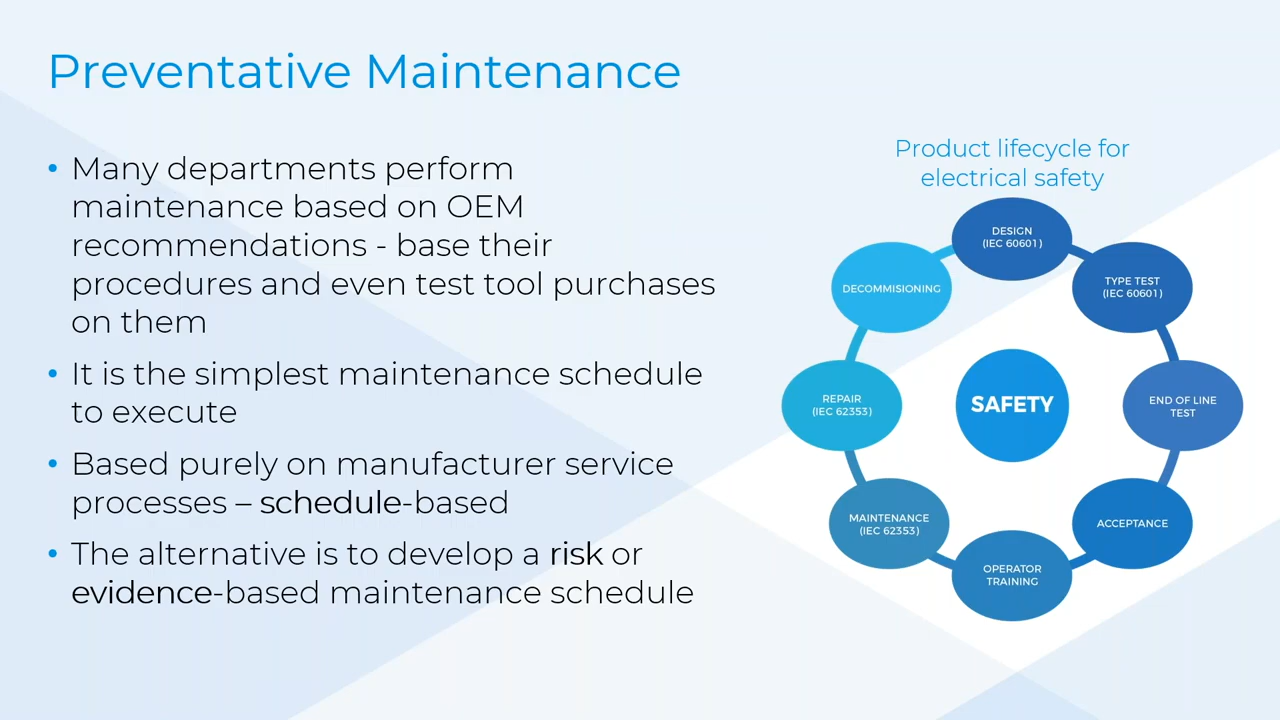 Preventative Maintenance
• Many departments perform
maintenance based on OEM
recommendations - base their
procedures and even test tool purchases
on them
• It is the simplest maintenance schedule
to execute
• Based purely on manufacturer service
processes – schedule-based
• The alternative is to develop a risk or
evidence-based maintenance schedule
Product lifecycle for
electrical safety
DESIGN
(IEC 60601)
TYPE TEST
(IEC 60601)
END OF LINE
TEST
ACCEPTANCE
OPERATOR
TRAINING
MAINTENANCE
(IEC 62353)
REPAIR
(IEC 62353)
DECOMMISIONING
SAFETY